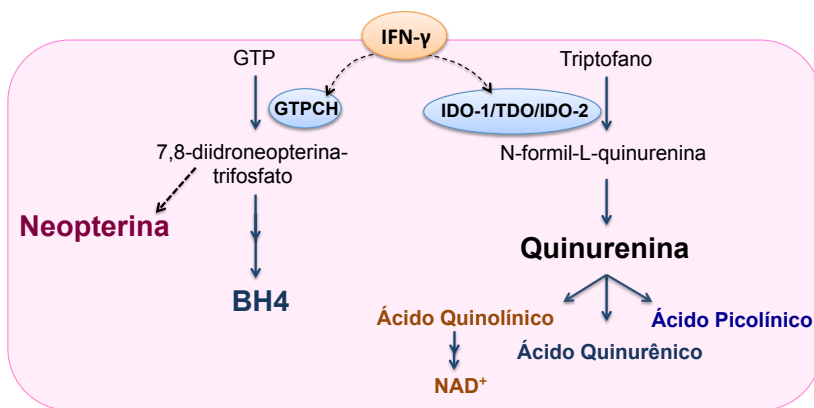 IFN-γ
GTP
Triptofano
GTPCH
IDO-1/TDO/IDO-2
7,8-diidroneopterina-
trifosfato
N-formil-L-quinurenina
Neopterina
Quinurenina
BH4
Ácido Quinolínico
Ácido Picolínico
Ácido Quinurênico
NAD⁺